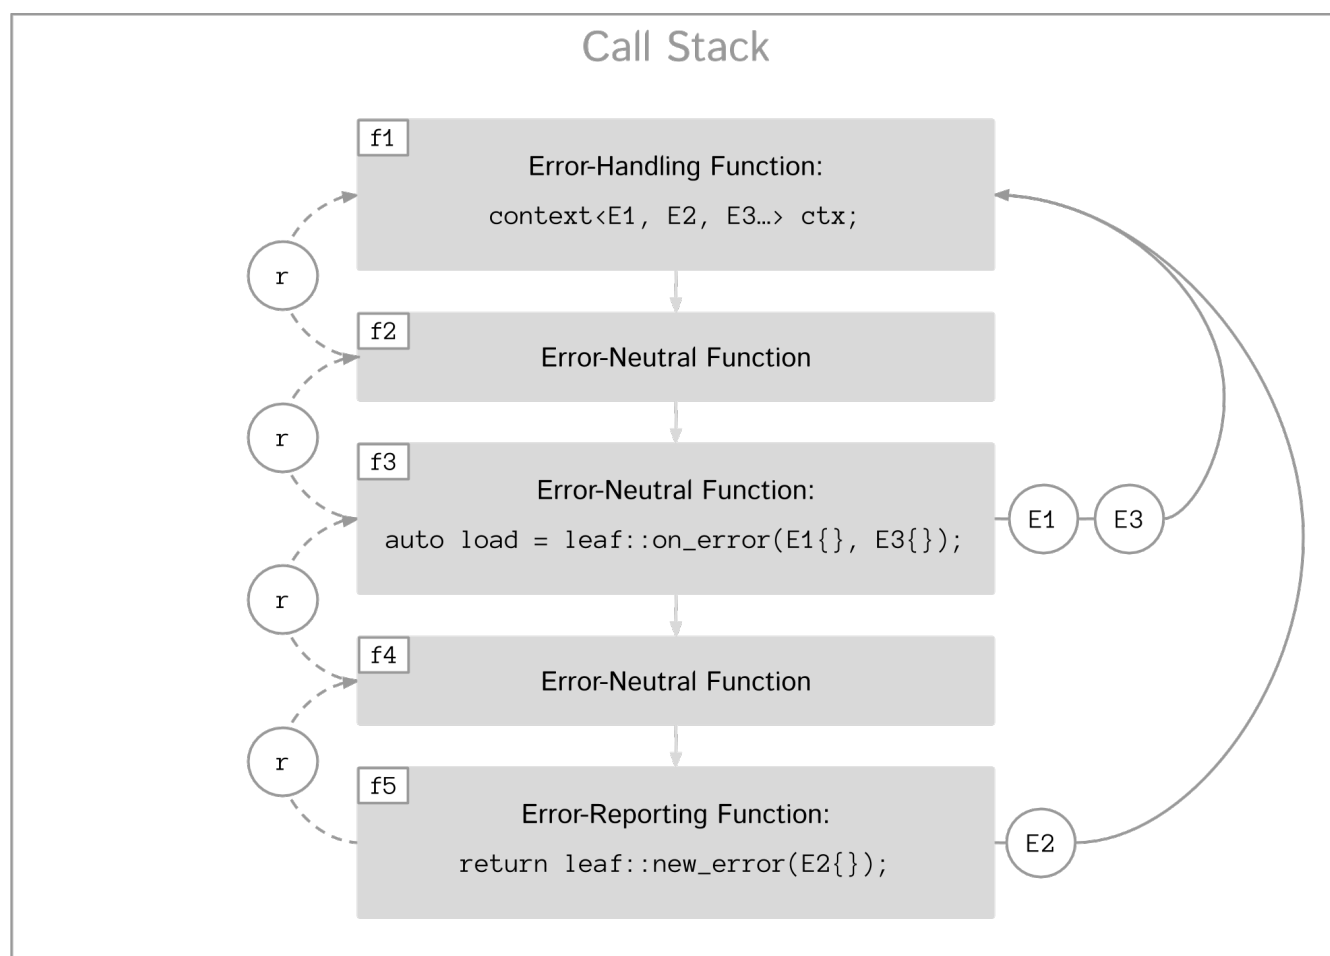 Call Stack
f1
Error-Handling Function:
context<E1, E2, E3…> ctx;
r
f2
Error-Neutral Function
r
f3
Error-Neutral Function:
auto load = leaf::on_error(E1{}, E3{});
E1
E3
r
f4
Error-Neutral Function
r
f5
Error-Reporting Function:
return leaf::new_error(E2{});
E2